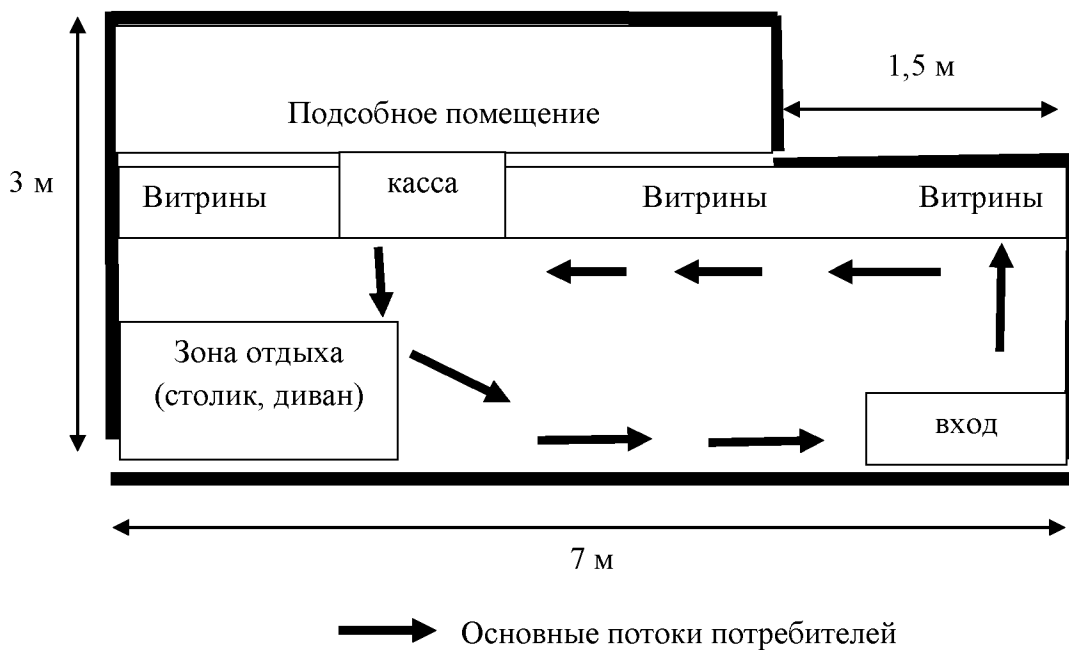 1,5 м
Подсобное помещение
3 м
Витрины
касса
Витрины
Витрины
Зона отдыха
(столик, диван)
вход
7 м
Основные потоки потребителей